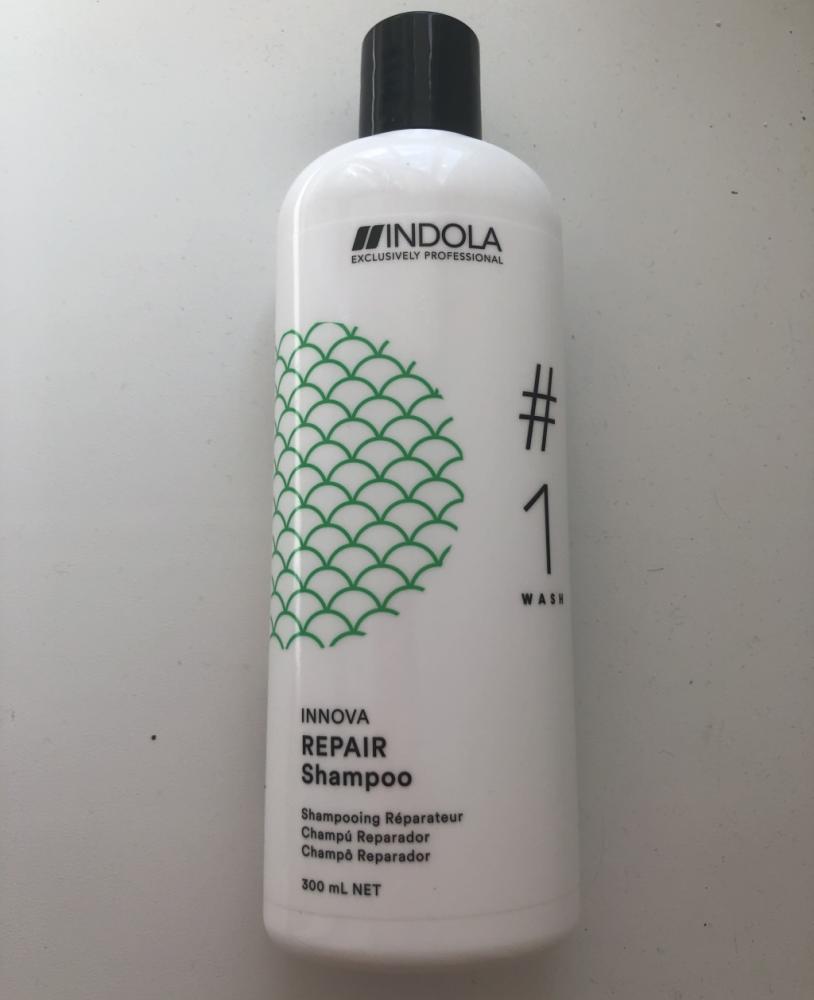 INDOLA
EXCLUSIVELY PROFESSIONAL
#
1
WASH
INNOVA
REPAIR
Shampoo
Shampooing Réparateur
Champú Reparador
Champô Reparador
300 mL NET